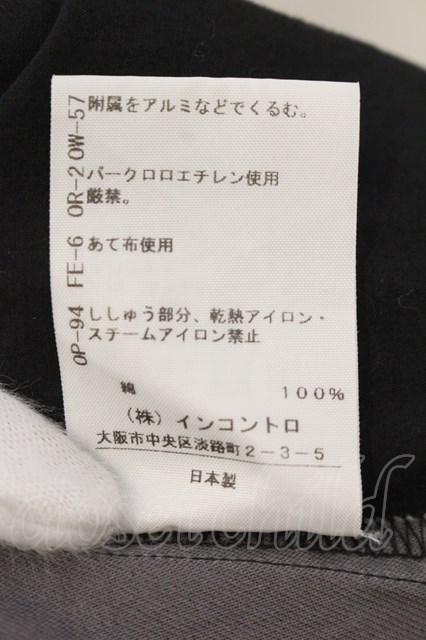 附属をアルミなどでくるむ。
パークロロエチレン使用
厳禁。
あて布使用
ししゅう部分、乾熱アイロン・
スチームアイロン禁止
綿 100%
（株）インコントロ
大阪市中央区淡路町2－3－5
日本製
OP-94 FE-6 OR-2 OW-57
closet child